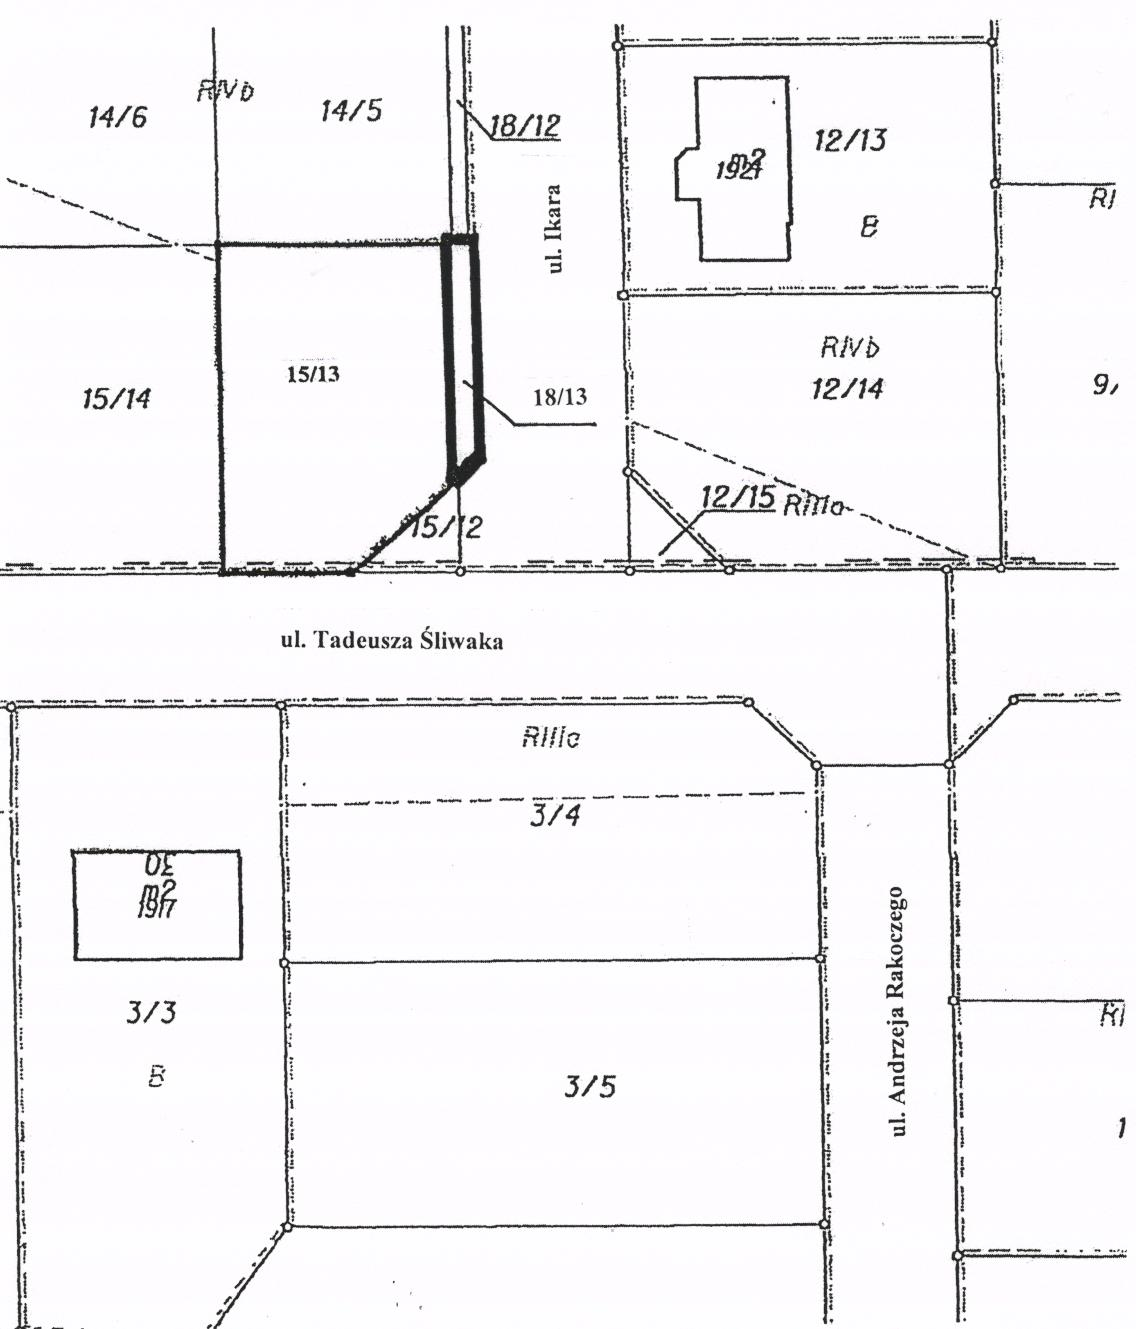 RIVb
14/6
14/5
18/12
12/13
m2
RI
ul. Ikara
B
RIVb
15/13
15/14
12/14
9/
18/13
12/15
RIIIa
15/12
ul. Tadeusza Śliwaka
RIIIa
3/4
m2
1917
3/3
B
3/5
ul. Andrzeja Rakoczego
RI
1